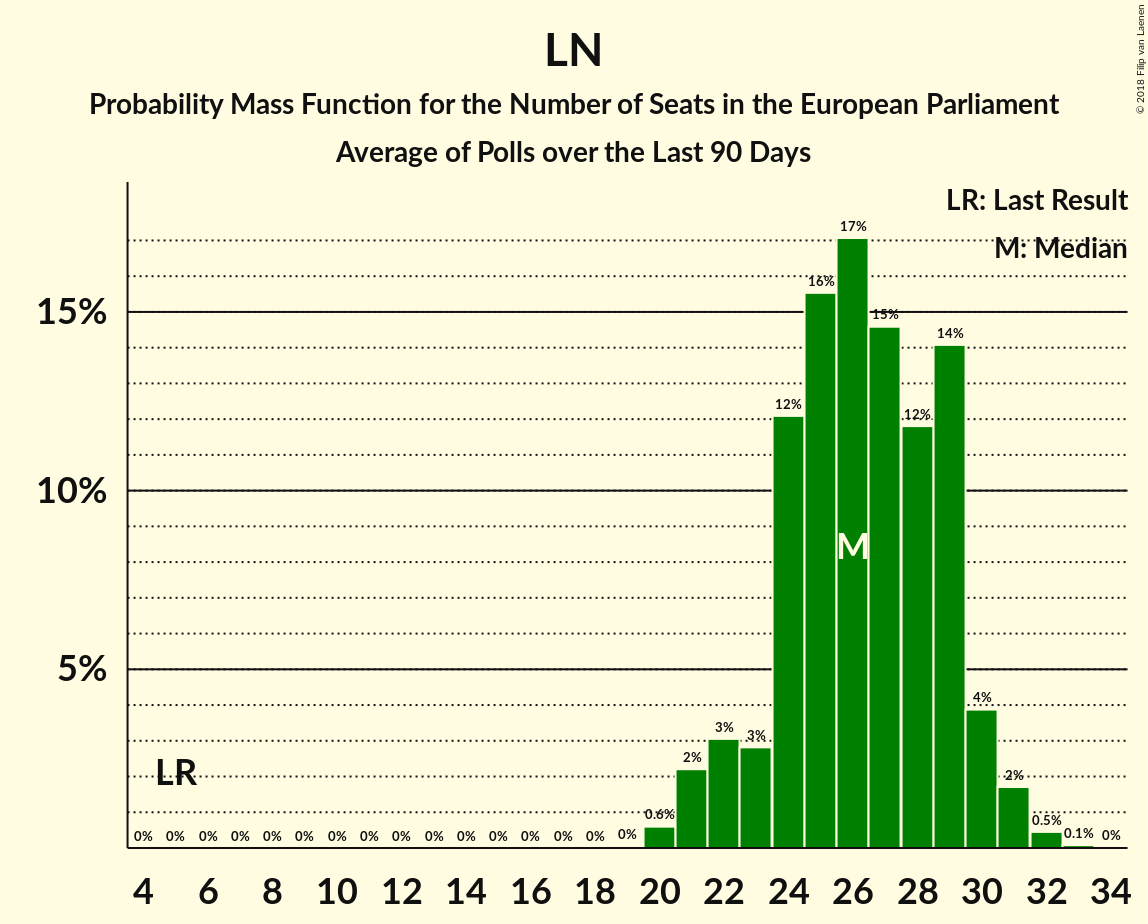 LN
Probability Mass Function for the Number of Seats in the European Parliament
Average of Polls over the Last 90 Days
© 2018 Filip van Laenen
LR: Last Result
M: Median
15%
10%
5%
0% 0% 0% 0% 0% 0% 0% 0% 0% 0% 0% 0% 0% 0% 0% 0% 0.6% 2% 3% 3% 12% 16% 17% 15% 12% 14% 4% 2% 0.5% 0.1% 0%
LR
M
4 6 8 10 12 14 16 18 20 22 24 26 28 30 32 34